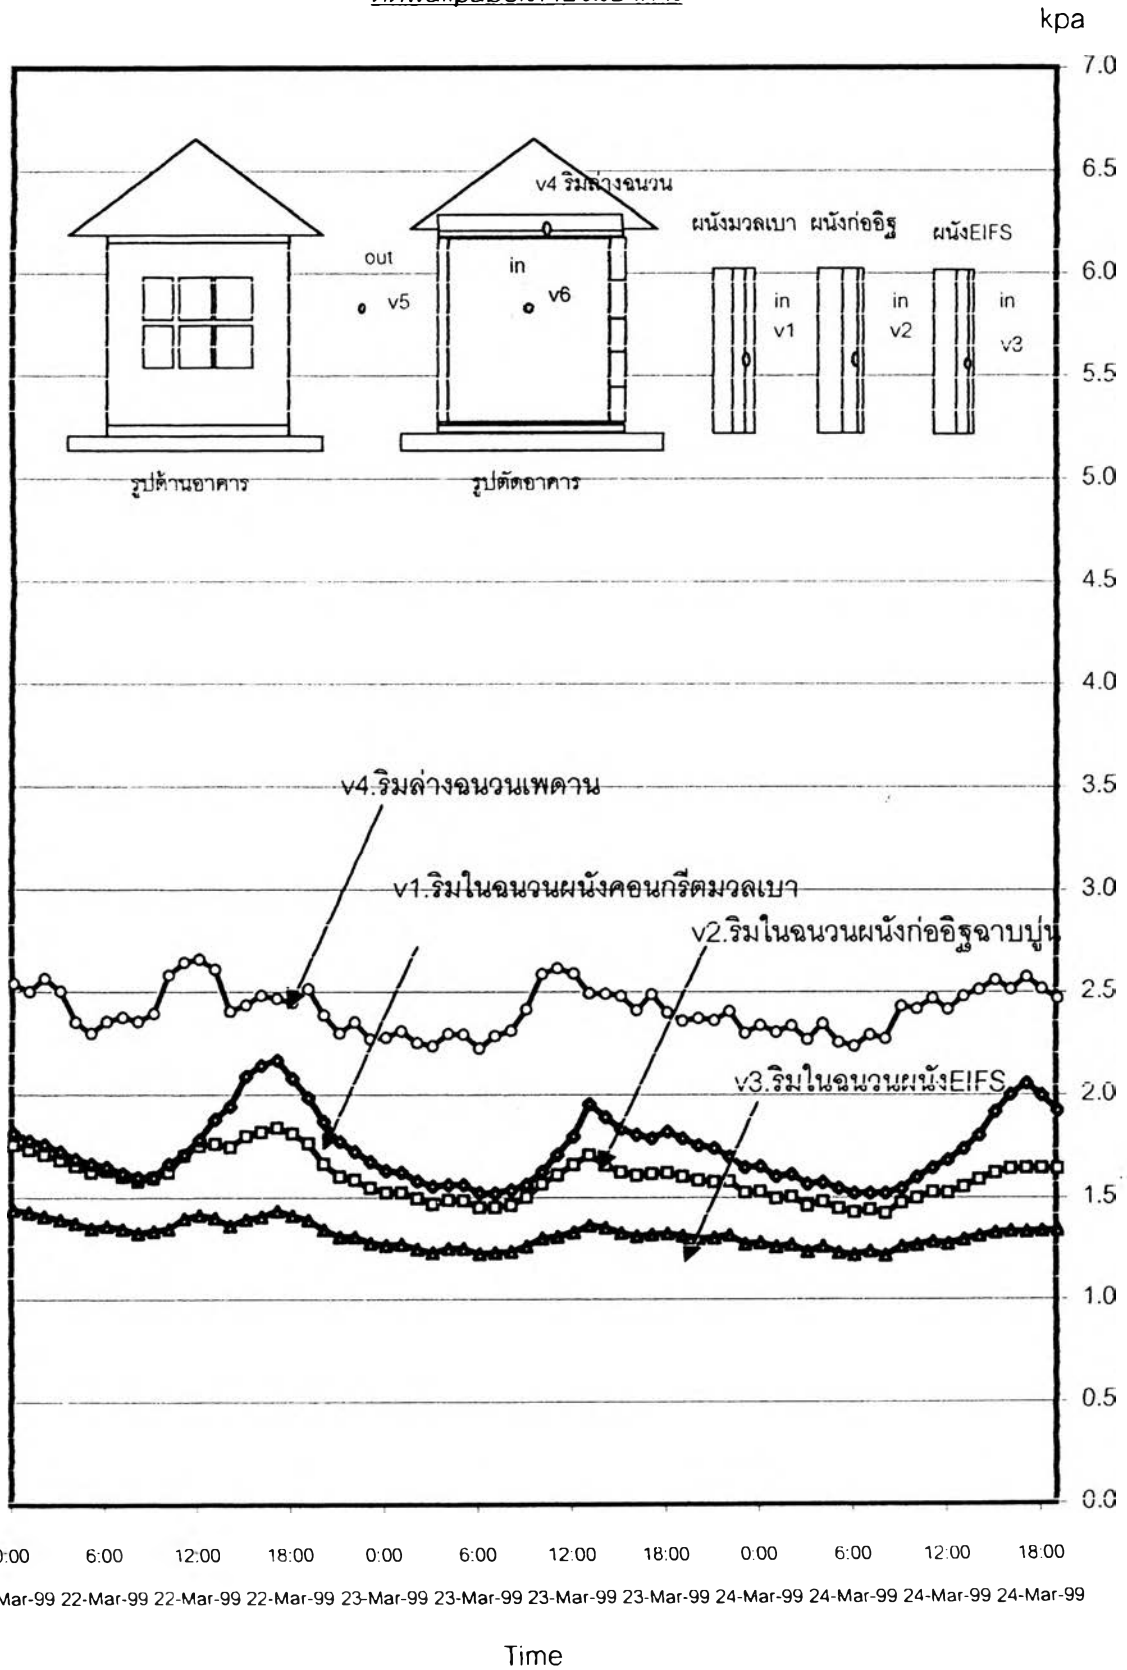 kpa
7.0
6.5
6.0
5.5
5.0
4.5
4.0
3.5
3.0
2.5
2.0
1.5
1.0
0.5
0.0
v4 ริมล่างฉนวน
ผนังมวลเบา ผนังก่ออิฐ ผนังEIFS
out
v5
in
v6
in
v1
in
v2
in
v3
รูปด้านอาคาร
รูปตัดอาคาร
v4.ริมล่างฉนวนเพดาน
v1.ริมในฉนวนผนังคอนกรีตมวลเบา
v2.ริมในฉนวนผนังก่ออิฐฉาบปูน
v3.ริมในฉนวนผนังEIFS
0:00 6:00 12:00 18:00 0:00 6:00 12:00 18:00 0:00 6:00 12:00 18:00
Mar-99 22-Mar-99 22-Mar-99 22-Mar-99 23-Mar-99 23-Mar-99 23-Mar-99 23-Mar-99 24-Mar-99 24-Mar-99 24-Mar-99 24-Mar-99
Time